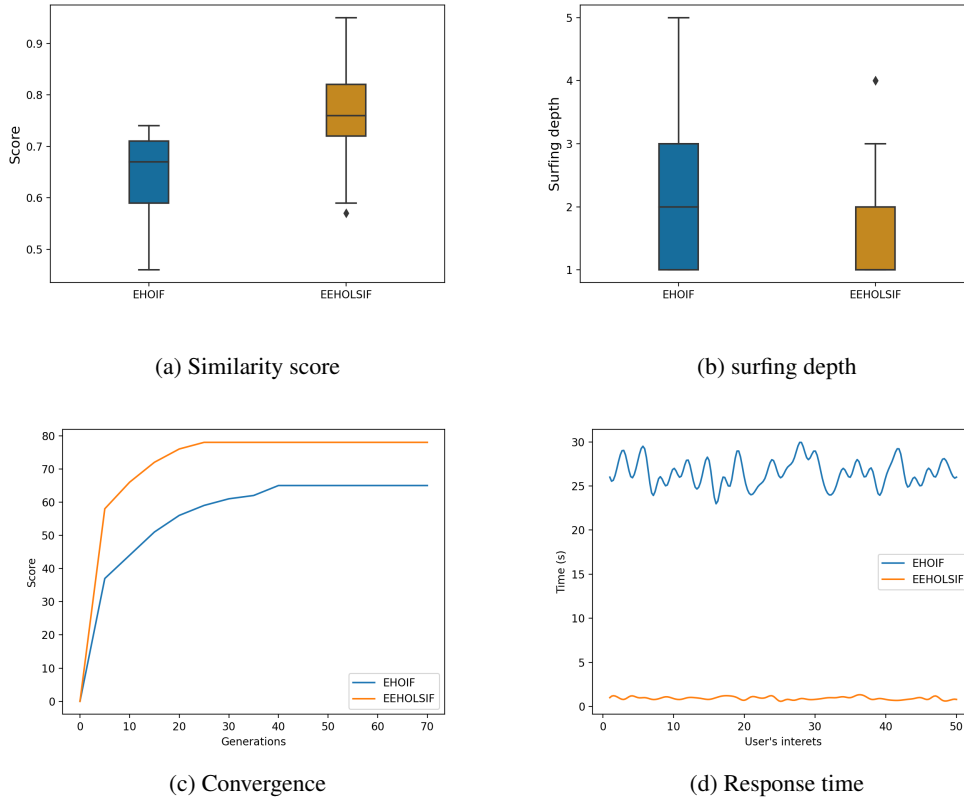 0.9
0.8
0.7
0.6
0.5
Score
EHOIF
EEHOLSIF
(a) Similarity score
5
4
3
2
1
Surfing depth
EHOIF
EEHOLSIF
(b) surfing depth
80
70
60
50
40
30
20
10
0
Score
0 10 20 30 40 50 60 70
Generations
EHOIF
EEHOLSIF
(c) Convergence
30
25
20
15
10
5
0
Time (s)
0 10 20 30 40 50
User's interets
EHOIF
EEHOLSIF
(d) Response time